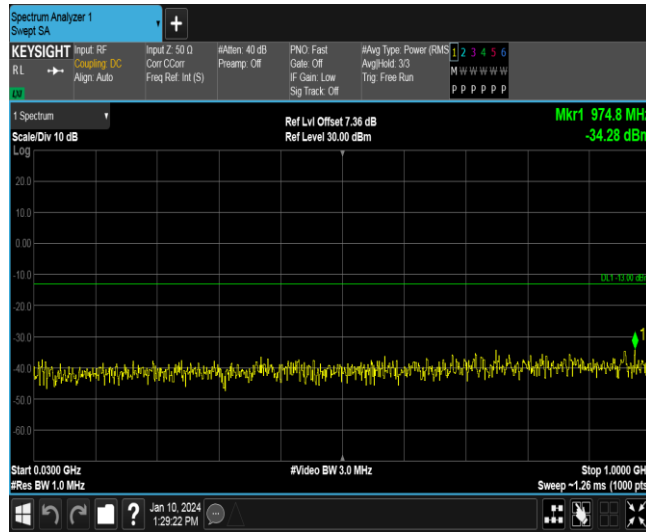 Spectrum Analyzer 1
Swept SA
+
KEYSIGHT
RL
LXI
Input: RF
Coupling: DC
Align: Auto
Input Z: 50 Ω
Corr CCorr
Freq Ref: Int (S)
#Atten: 40 dB
Preamp: Off
PNO: Fast
Gate: Off
IF Gain: Low
Sig Track: Off
#Avg Type: Power (RMS
Avg|Hold: 3/3
Trig: Free Run
1 2 3 4 5 6
M W W W W W
P P P P P P
1 Spectrum
Scale/Div 10 dB
Log
Ref Lvl Offset 7.36 dB
Ref Level 30.00 dBm
Mkr1 974.8 MHz
-34.28 dBm
20.0
10.0
0.00
-10.0
DL1 -13.00 dBm
-20.0
-30.0
1
-40.0
-50.0
-60.0
Start 0.0300 GHz
#Res BW 1.0 MHz
#Video BW 3.0 MHz
Stop 1.0000 GH
Sweep ~1.26 ms (1000 pts
?
Jan 10, 2024
1:29:22 PM